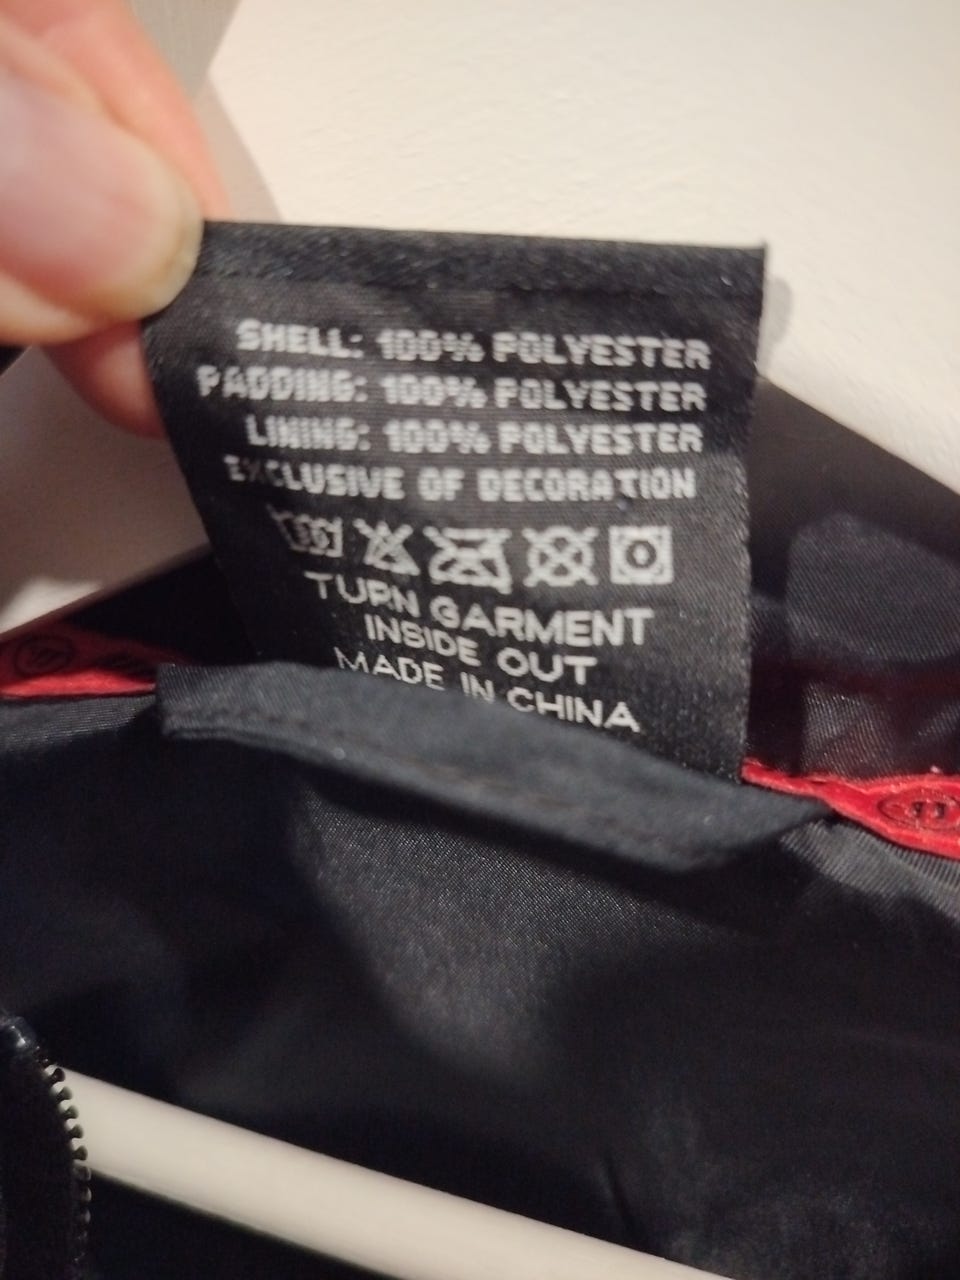 SHELL: 100% POLYESTER
PADDING: 100% POLYESTER
LINING: 100% POLYESTER
EXCLUSIVE OF DECORATION
TURN GARMENT
INSIDE OUT
MADE IN CHINA